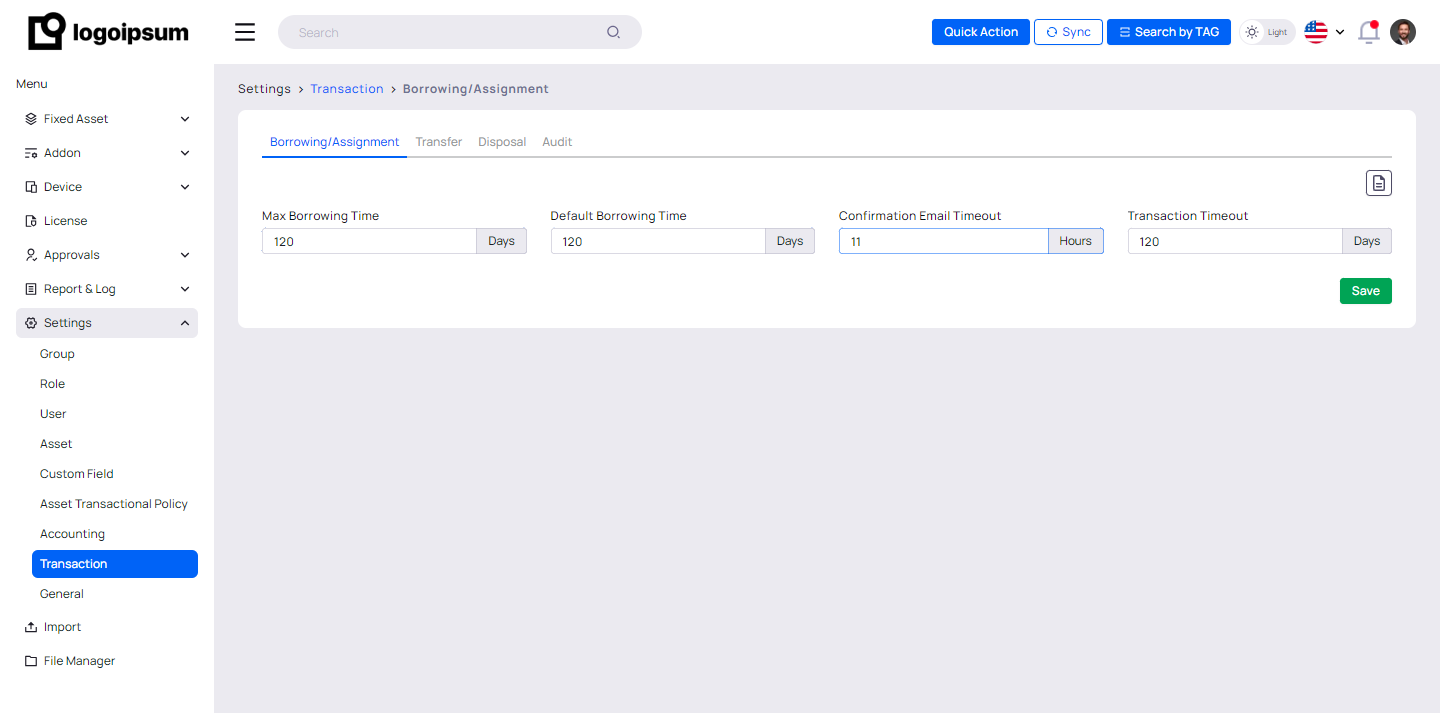 logoipsum
Search
Quick Action
Sync
Search by TAG
Light
Menu
Fixed Asset
Addon
Device
License
Approvals
Report & Log
Settings
Group
Role
User
Asset
Custom Field
Asset Transactional Policy
Accounting
Transaction
General
Import
File Manager
Settings > Transaction > Borrowing/Assignment
Borrowing/Assignment Transfer Disposal Audit
Max Borrowing Time
120 Days
Default Borrowing Time
120 Days
Confirmation Email Timeout
11 Hours
Transaction Timeout
120 Days
Save